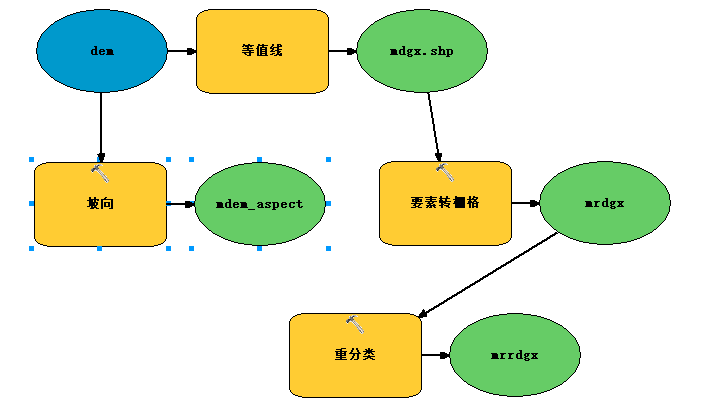 dem
等值线
mdgx.shp
坡向
mdem_aspect
要素转栅格
mrdgx
重分类
mrrdgx